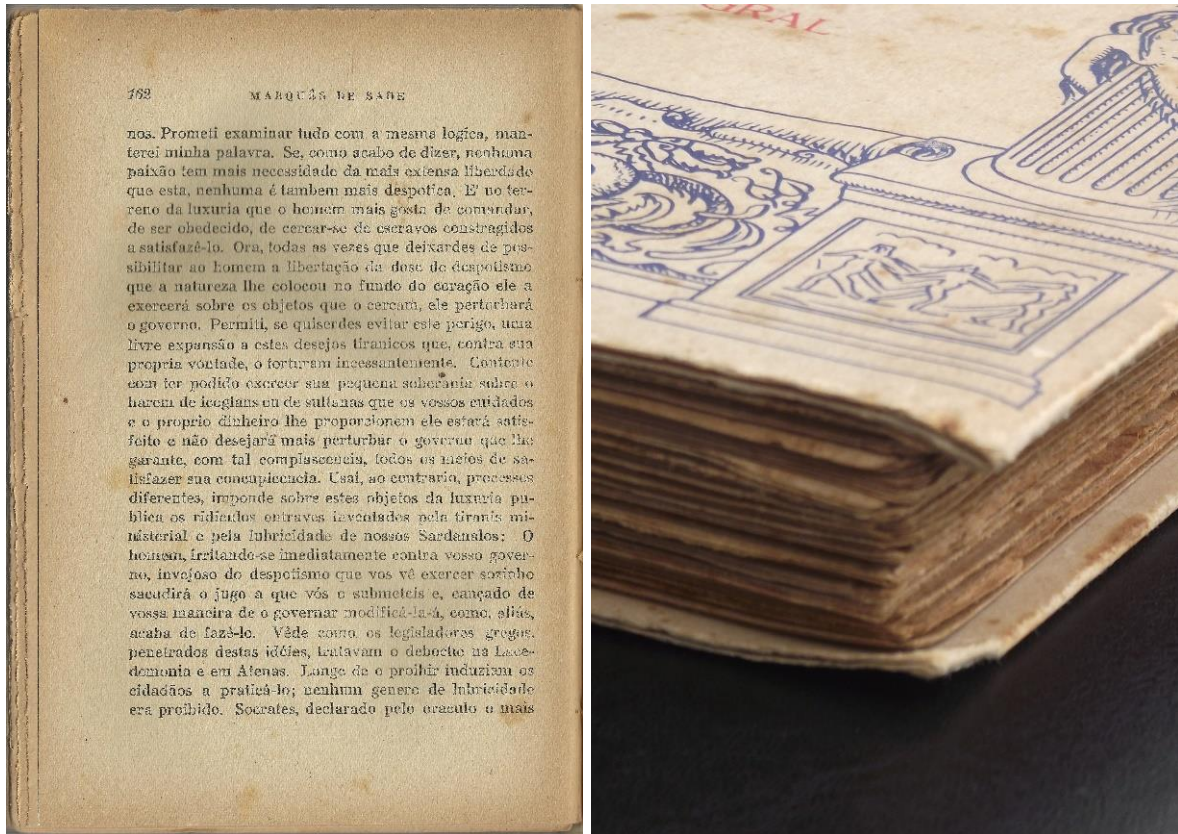 162
MARQUÊS DE SADE
nos. Prometi examinar tudo com a mesma logica, man-
terei minha palavra. Se, como acabo de dizer, nenhuma
paixão tem mais necessidade da mais extensa liberdade
que esta, nenhuma é tambem mais despotica. E' no ter-
reno da luxuria que o homem mais gosta de comandar,
de ser obedecido, de cercar-se de escravos constragidos
a satisfazê-lo. Ora, todas as vezes que deixardes de pos-
sibilitar ao homem a libertação da dose de despotismo
que a natureza lhe colocou no fundo do coração ele a
exercerá sobre os objetos que o cercam, ele perturbará
o governo. Permiti, se quiserdes evitar este perigo, uma
livre expansão a estes desejos tiranicos que, contra sua
propria vontade, o torturam incessantemente. Contente
com ter podido exercer sua pequena soberania sobre o
harem de icoglans ou de sultanas que os vossos cuidados
e o proprio dinheiro lhe proporcionem ele estará satis-
feito e não desejará mais perturbar o governo que lhe
garante, com tal complascencia, todos os meios de sa-
tisfazer sua concupicencia. Usai, ao contrario, processos
diferentes, imponde sobre estes objetos da luxuria pu-
blica os ridiculos entraves inventados pela tirania mi-
nisterial e pela lubricidade de nossos Sardanalos: O
homem, irritando-se imediatamente contra vosso gover-
no, invejoso do despotismo que vos vê exercer sozinho
sacudirá o jugo a que vós o submeteis e, cançado de
vossa maneira de o governar modificá-la-á, como, aliás,
acaba de fazê-lo. Vêde como os legisladores gregos,
penetrados destas idéies, tratavam o deboche na Lace-
demonia e em Atenas. Longe de o proibir induziam os
cidadãos a praticá-lo; nenhum genero de lubricidade
era proibido. Socrates, declarado pelo oraculo o mais
GRAL